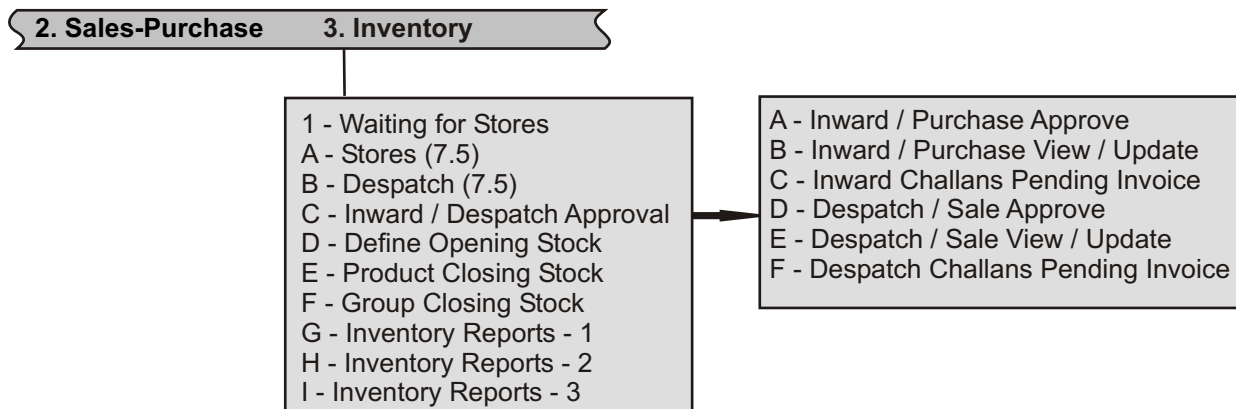 2. Sales-Purchase 3. Inventory
1 - Waiting for Stores
A - Stores (7.5)
B - Despatch (7.5)
C - Inward / Despatch Approval
D - Define Opening Stock
E - Product Closing Stock
F - Group Closing Stock
G - Inventory Reports - 1
H - Inventory Reports - 2
I - Inventory Reports - 3
A - Inward / Purchase Approve
B - Inward / Purchase View / Update
C - Inward Challans Pending Invoice
D - Despatch / Sale Approve
E - Despatch / Sale View / Update
F - Despatch Challans Pending Invoice